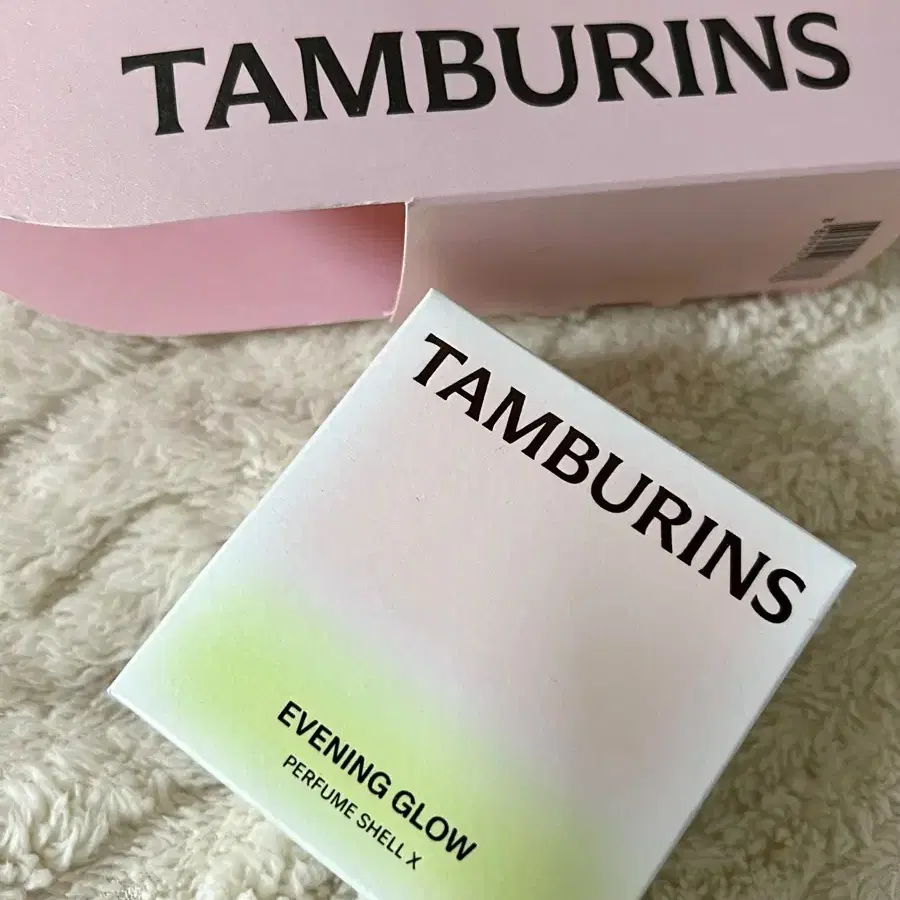 TAMBURINS
TAMBURINS
EVENING GLOW
PERFUME SHELL X